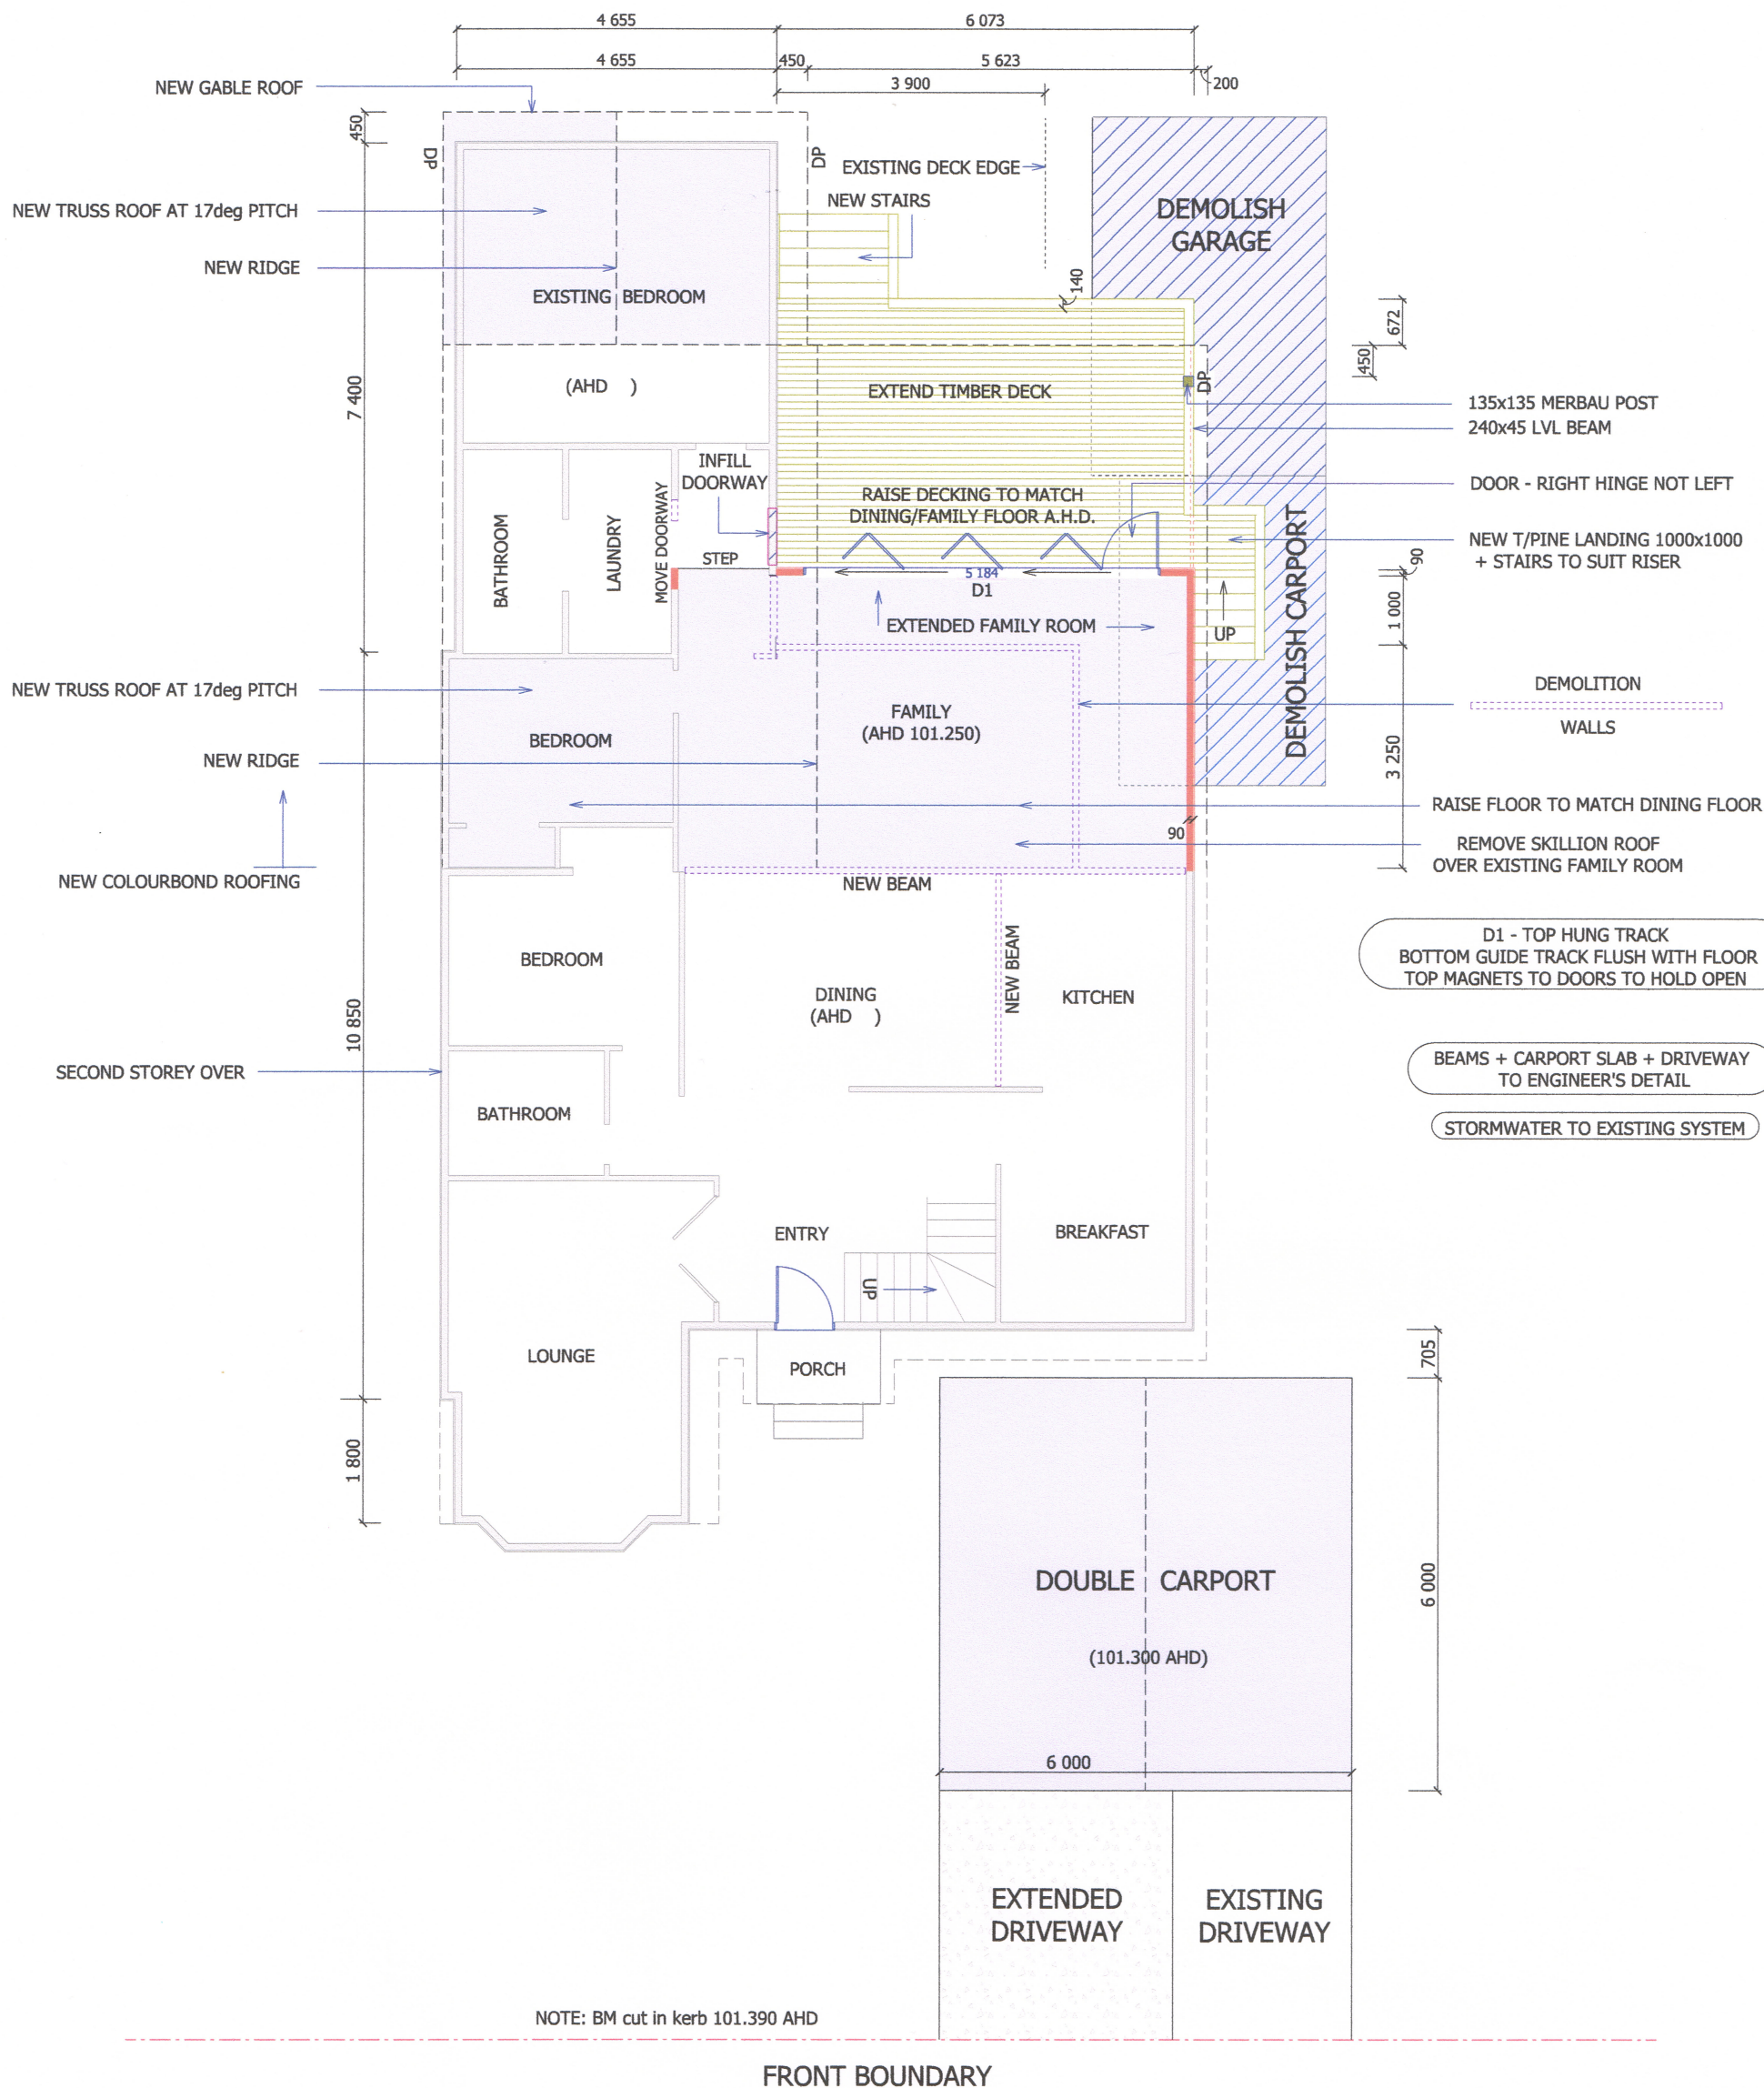 4 655
6 073
4 655
450
5 623
200
3 900
NEW GABLE ROOF
450
DP
DP
EXISTING DECK EDGE
NEW STAIRS
DEMOLISH
GARAGE
NEW TRUSS ROOF AT 17deg PITCH
NEW RIDGE
EXISTING BEDROOM
140
672
450
7 400
(AHD )
EXTEND TIMBER DECK
DP
135x135 MERBAU POST
240x45 LVL BEAM
INFILL
DOORWAY
RAISE DECKING TO MATCH
DINING/FAMILY FLOOR A.H.D.
DOOR - RIGHT HINGE NOT LEFT
NEW T/PINE LANDING 1000x1000
+ STAIRS TO SUIT RISER
BATHROOM
LAUNDRY
MOVE DOORWAY
STEP
5 184
D1
90
1 000
EXTENDED FAMILY ROOM
UP
DEMOLISH CARPORT
NEW TRUSS ROOF AT 17deg PITCH
DEMOLITION
WALLS
FAMILY
(AHD 101.250)
BEDROOM
NEW RIDGE
3 250
RAISE FLOOR TO MATCH DINING FLOOR
90
REMOVE SKILLION ROOF
OVER EXISTING FAMILY ROOM
NEW COLOURBOND ROOFING
NEW BEAM
BEDROOM
NEW BEAM
DINING
(AHD )
KITCHEN
D1 - TOP HUNG TRACK
BOTTOM GUIDE TRACK FLUSH WITH FLOOR
TOP MAGNETS TO DOORS TO HOLD OPEN
10 850
SECOND STOREY OVER
BEAMS + CARPORT SLAB + DRIVEWAY
TO ENGINEER'S DETAIL
BATHROOM
STORMWATER TO EXISTING SYSTEM
ENTRY
BREAKFAST
UP
LOUNGE
PORCH
705
1 800
DOUBLE CARPORT
6 000
(101.300 AHD)
6 000
EXTENDED
DRIVEWAY
EXISTING
DRIVEWAY
NOTE: BM cut in kerb 101.390 AHD
FRONT BOUNDARY